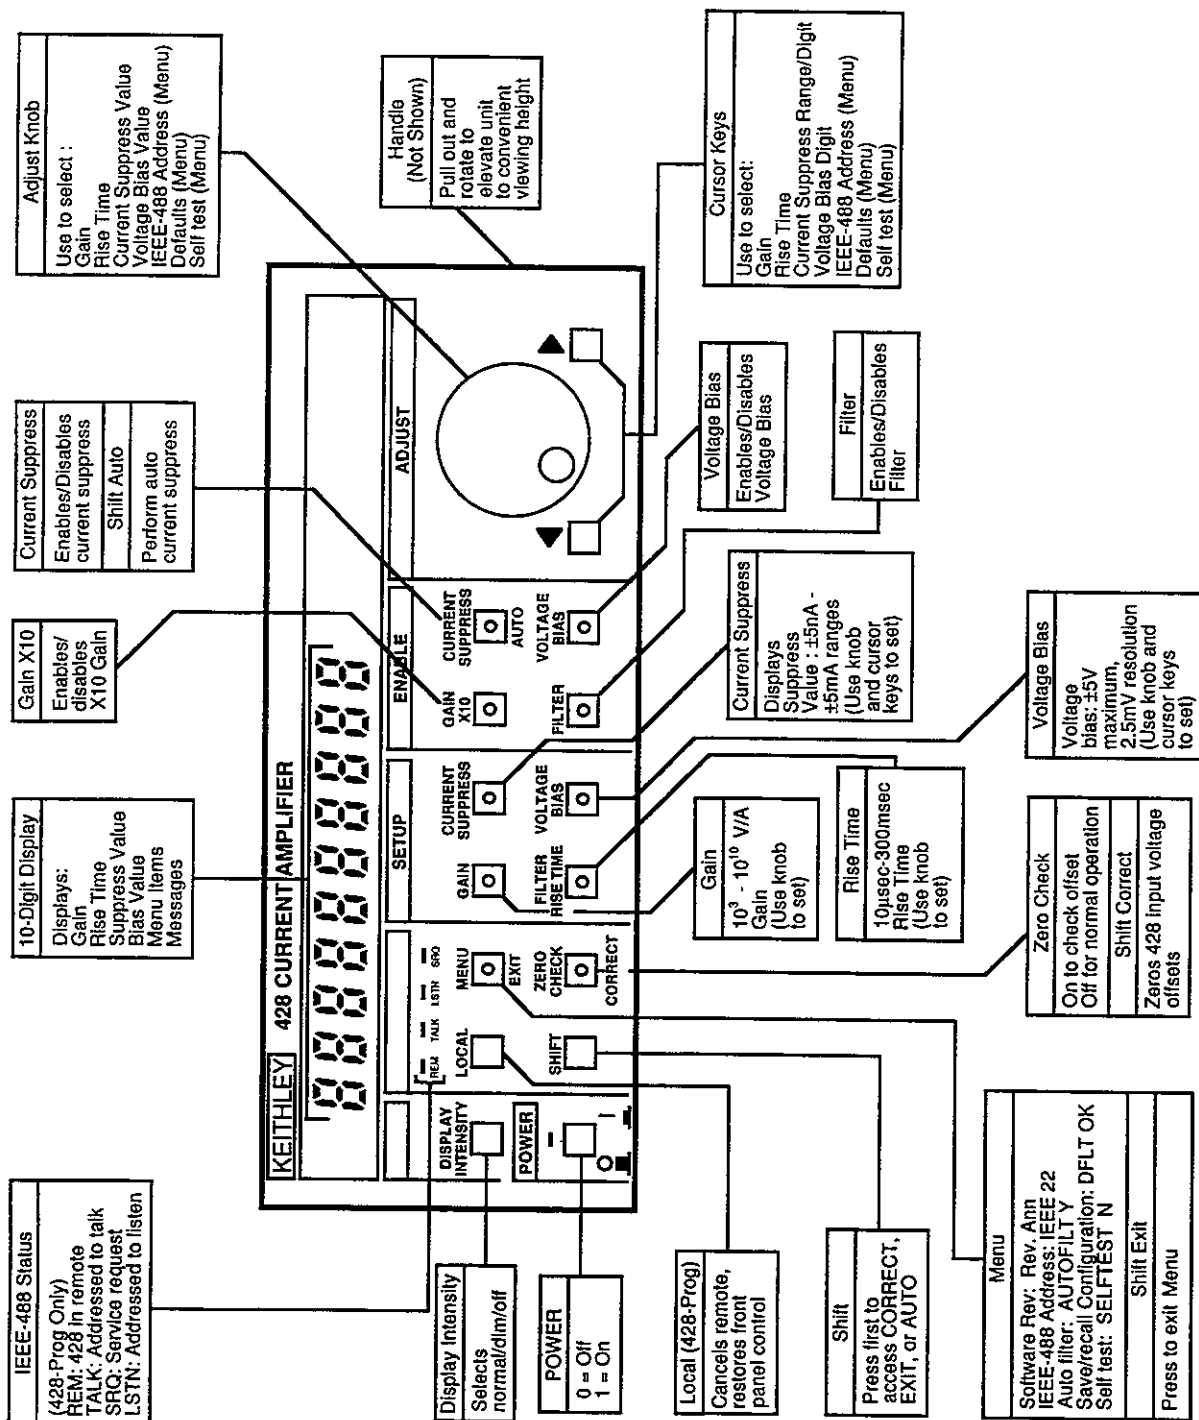 IEEE-488 Status
(428-Prog Only)
REM: 428 In remote
TALK: Addressed to talk
SRQ: Service request
LSTN: Addressed to listen
10-Digit Display
Displays:
Gain
Rise Time
Suppress Value
Bias Value
Menu Items
Messages
Gain X10
Enables/
disables
X10 Gain
Current Suppress
Enables/Disables
current suppress
Shift Auto
Perform auto
current suppress
Adjust Knob
Use to select :
Gain
Rise Time
Current Suppress Value
Voltage Bias Value
IEEE-488 Address (Menu)
Defaults (Menu)
Self test (Menu)
KEITHLEY 428 CURRENT AMPLIFIER
8888888888
REM TALK LSTN SRQ
SETUP
ENABLE
ADJUST
DISPLAY
INTENSITY
LOCAL
MENU
EXIT
GAIN
CURRENT
SUPPRESS
GAIN
X10
CURRENT
SUPPRESS
AUTO
POWER
SHIFT
ZERO
CHECK
CORRECT
FILTER
RISE TIME
VOLTAGE
BIAS
FILTER
VOLTAGE
BIAS
Handle
(Not Shown)
Pull out and
rotate to
elevate unit
to convenient
viewing height
Display Intensity
Selects
normal/dim/off
POWER
0 = Off
1 = On
Local (428-Prog)
Cancels remote,
restores front
panel control
Shift
Press first to
access CORRECT,
EXIT, or AUTO
Menu
Software Rev: Rev. Ann
IEEE-488 Address: IEEE 22
Auto filter: AUTOFILT Y
Save/recall Configuration: DFLT OK
Self test: SELFTEST N
Shift Exit
Press to exit Menu
Zero Check
On to check offset
Off for normal operation
Shift Correct
Zeros 428 input voltage
offsets
Gain
10³ - 10¹⁰ V/A
Gain
(Use knob
to set)
Rise Time
10µsec-300msec
Rise Time
(Use knob
to set)
Current Suppress
Displays
Suppress
Value : ±5nA -
±5mA ranges
(Use knob
and cursor
keys to set)
Voltage Bias
Voltage
bias: ±5V
maximum,
2.5mV resolution
(Use knob and
cursor keys
to set)
Voltage Bias
Enables/Disables
Voltage Bias
Filter
Enables/Disables
Filter
Cursor Keys
Use to select:
Gain
Rise Time
Current Suppress Range/Digit
Voltage Bias Digit
IEEE-488 Address (Menu)
Defaults (Menu)
Self test (Menu)